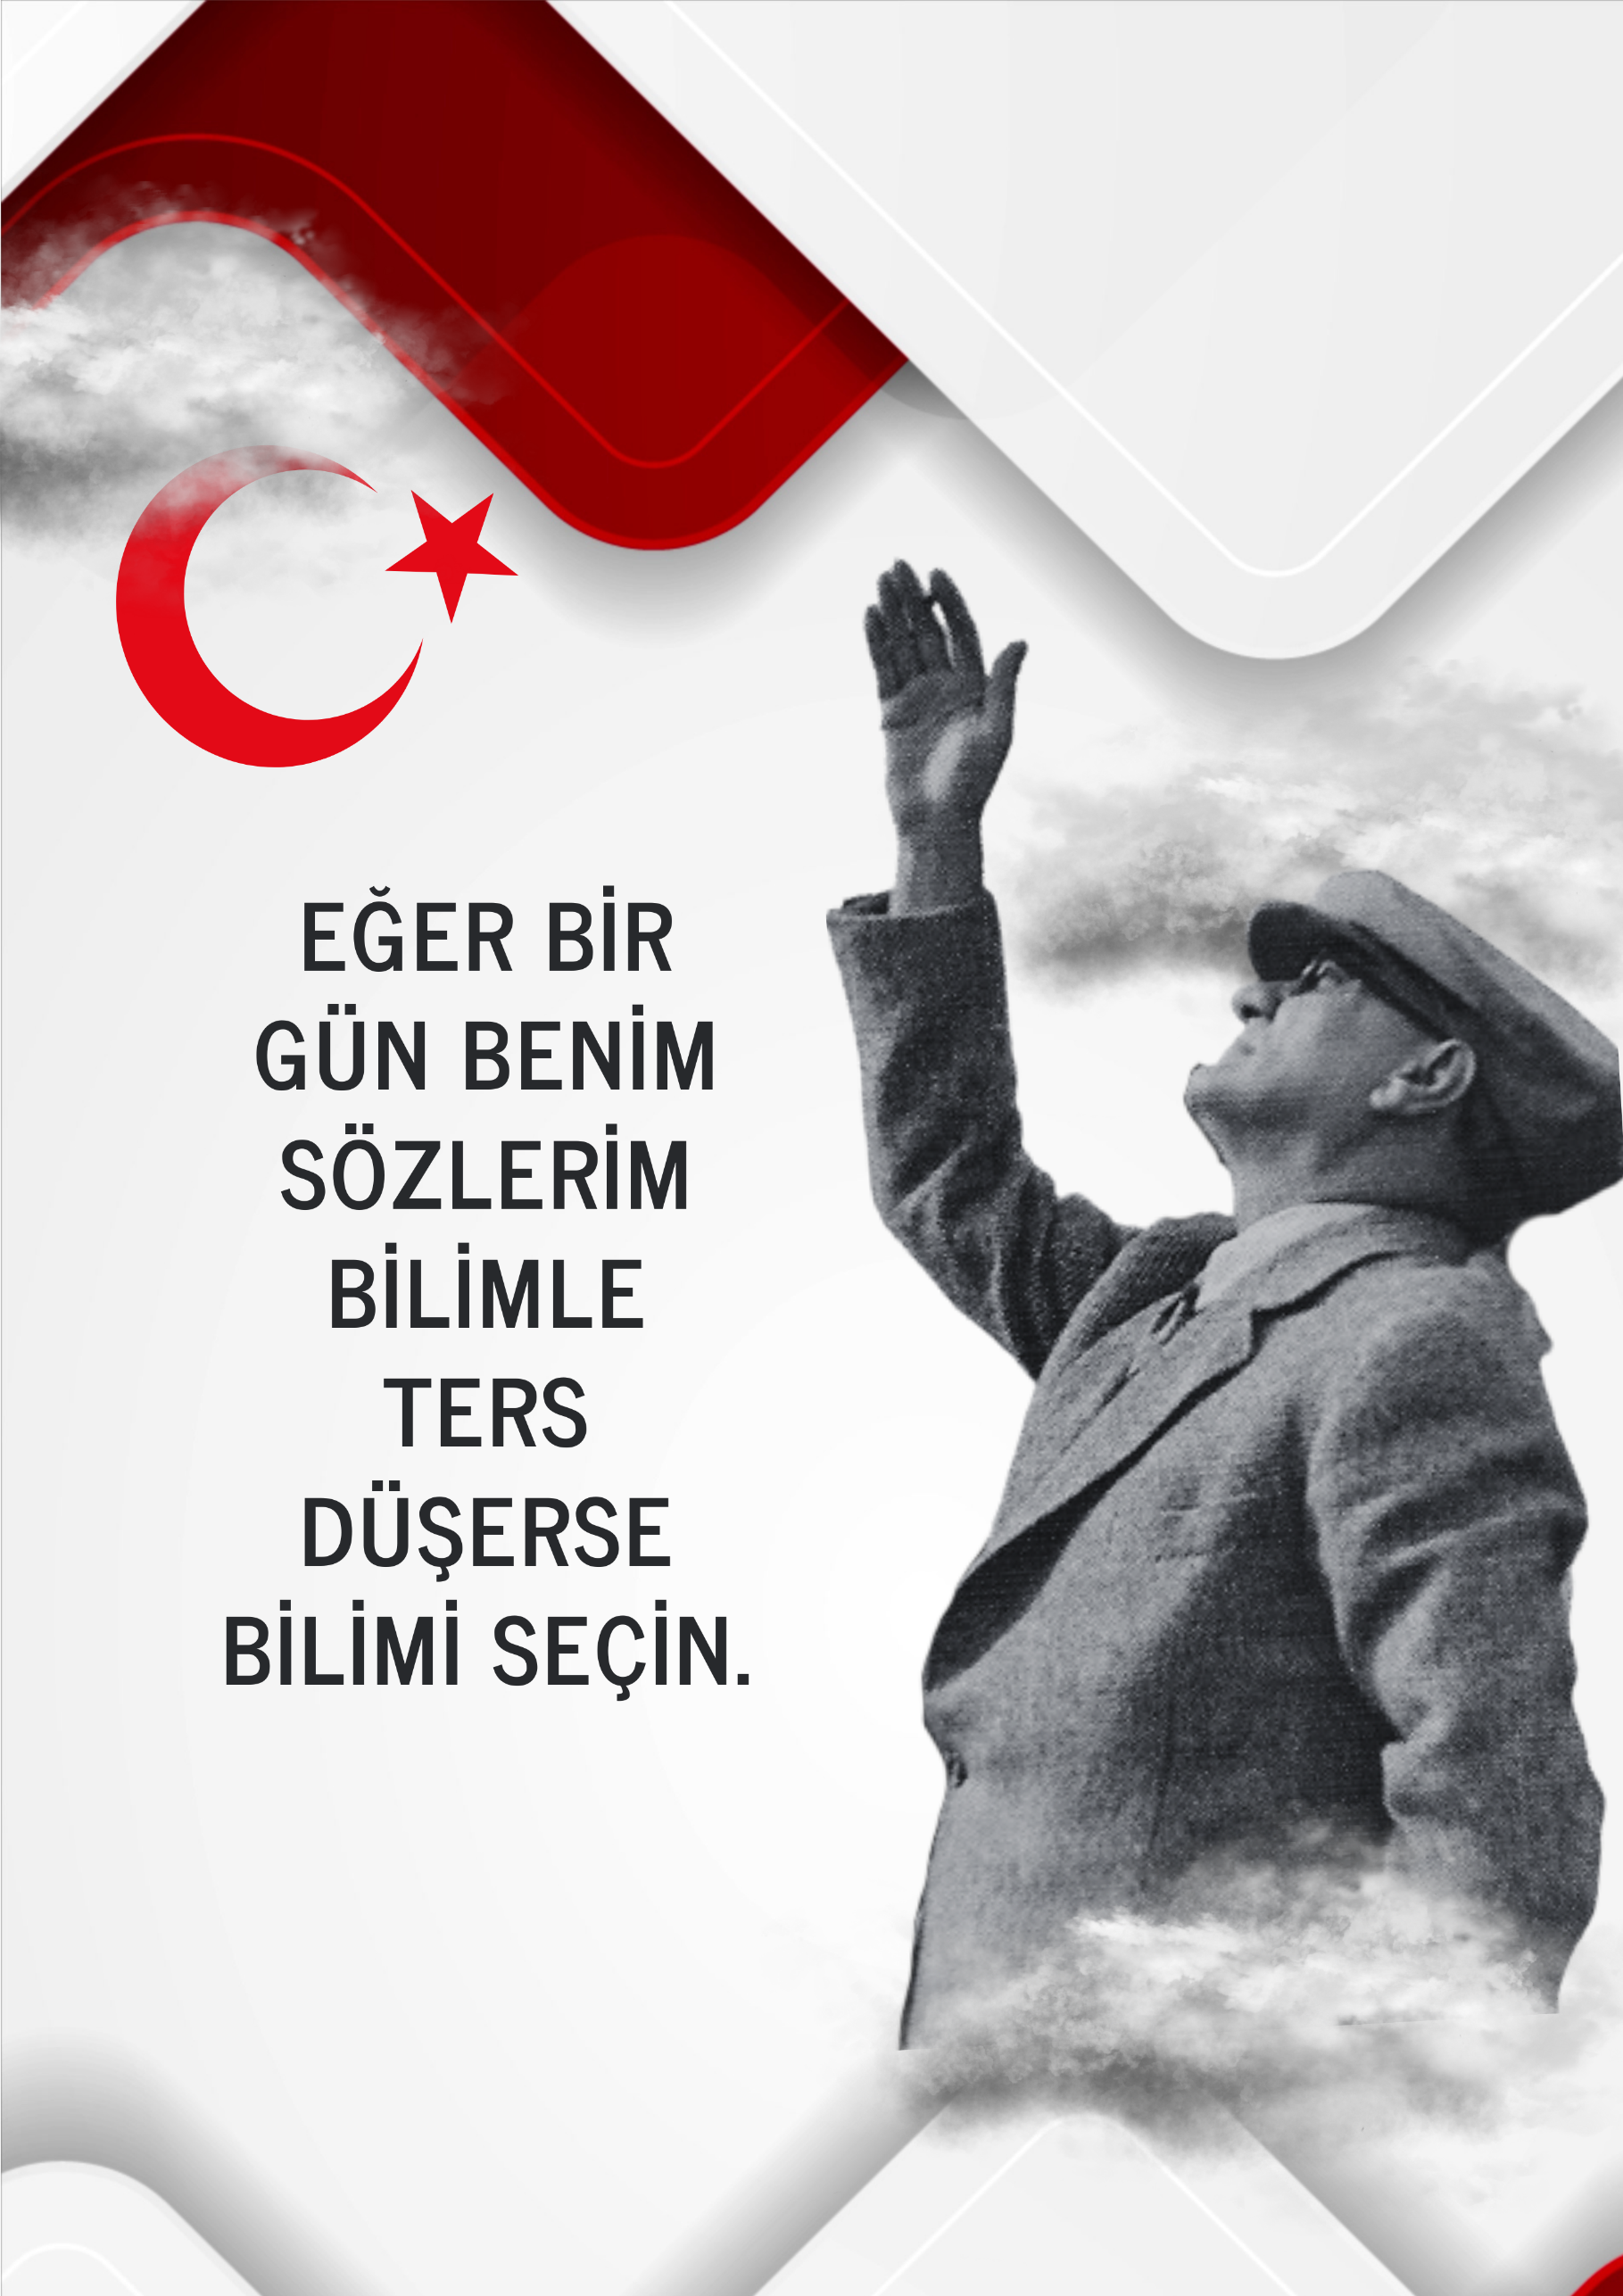 EĞER BİR
GÜN BENİM
SÖZLERİM
BİLİMLE
TERS
DÜŞERSE
BİLİMİ SEÇİN.